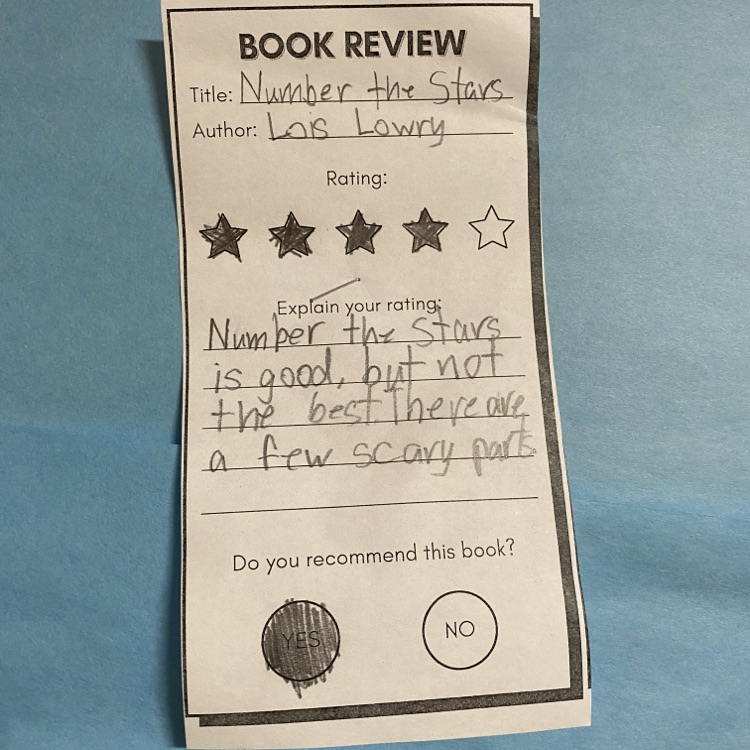 BOOK REVIEW
Title: Number the Stars
Author: Lois Lowry
Rating:
Explain your rating:
Number the Stars
is good, but not
the best There are
a few scary parts
Do you recommend this book?
YES NO